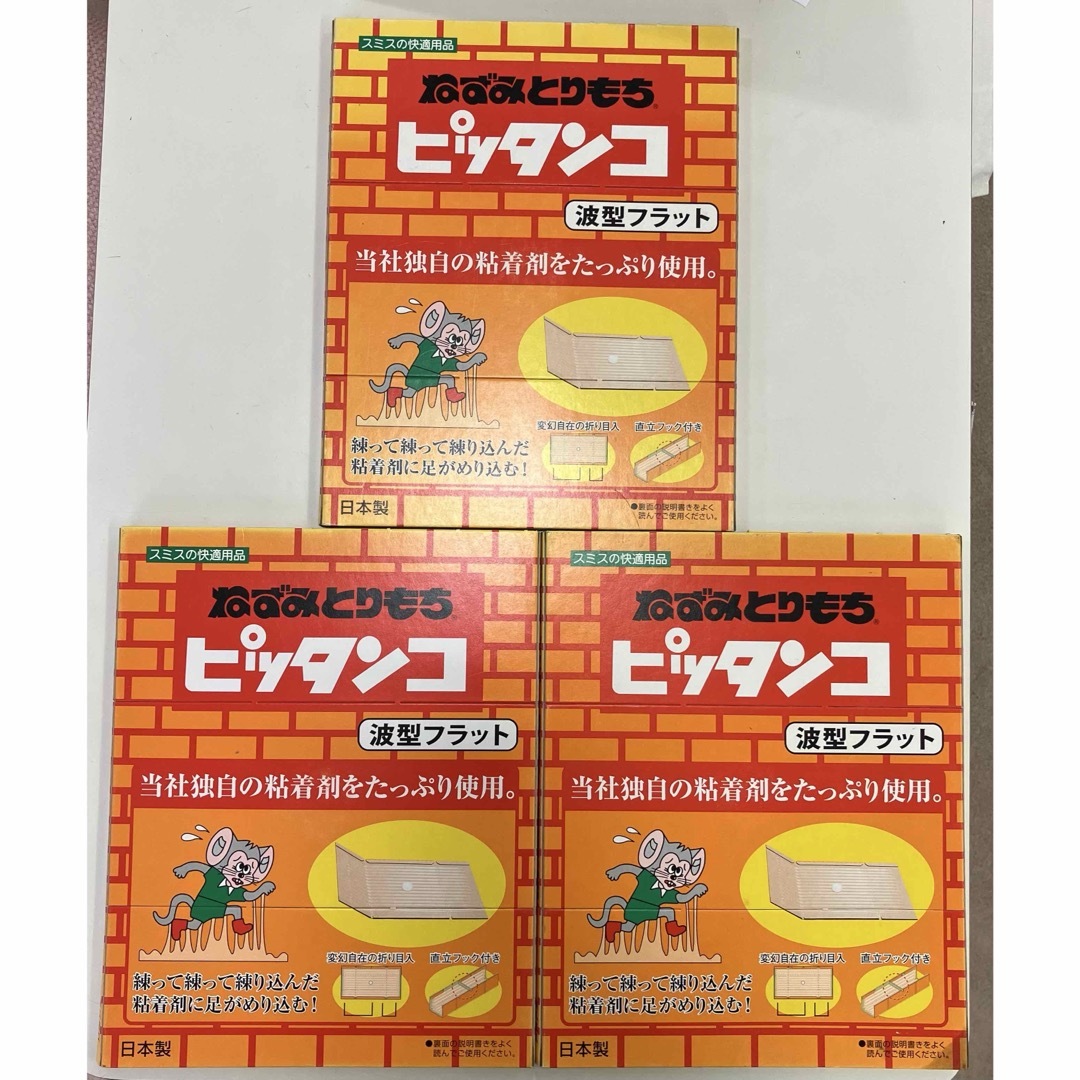 スミスの快適用品
ねずみとりもち®
ピッタンコ
波型フラット
当社独自の粘着剤をたっぷり使用。
変幻自在の折り目入 直立フック付き
練って練って練り込んだ
粘着剤に足がめり込む!
日本製
●裏面の説明書きをよく
読んでご使用ください。
スミスの快適用品
ねずみとりもち®
ピッタンコ
波型フラット
当社独自の粘着剤をたっぷり使用。
変幻自在の折り目入 直立フック付き
練って練って練り込んだ
粘着剤に足がめり込む!
日本製
●裏面の説明書きをよく
読んでご使用ください。
スミスの快適用品
ねずみとりもち®
ピッタンコ
波型フラット
当社独自の粘着剤をたっぷり使用。
変幻自在の折り目入 直立フック付き
練って練って練り込んだ
粘着剤に足がめり込む!
日本製
●裏面の説明書きをよく
読んでご使用ください。